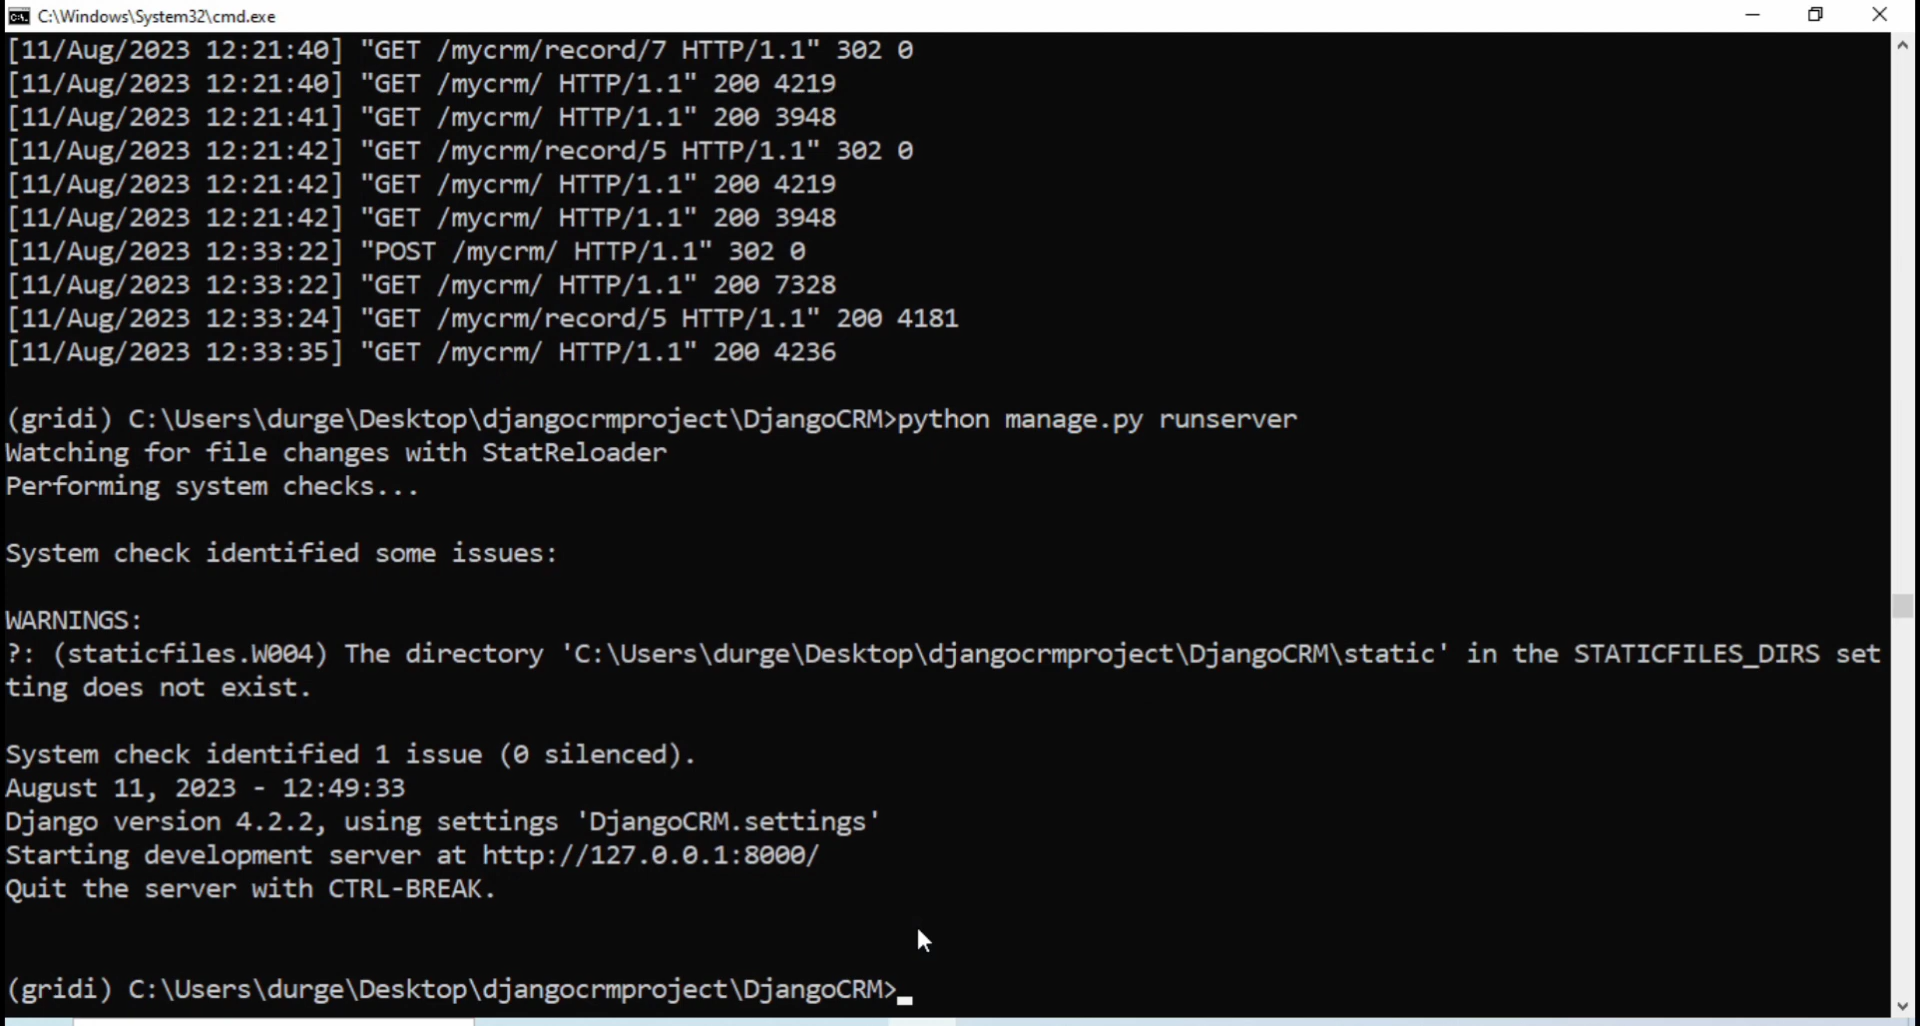 C:\Windows\System32\cmd.exe
[11/Aug/2023 12:21:40] "GET /mycrm/record/7 HTTP/1.1" 302 0
[11/Aug/2023 12:21:40] "GET /mycrm/ HTTP/1.1" 200 4219
[11/Aug/2023 12:21:41] "GET /mycrm/ HTTP/1.1" 200 3948
[11/Aug/2023 12:21:42] "GET /mycrm/record/5 HTTP/1.1" 302 0
[11/Aug/2023 12:21:42] "GET /mycrm/ HTTP/1.1" 200 4219
[11/Aug/2023 12:21:42] "GET /mycrm/ HTTP/1.1" 200 3948
[11/Aug/2023 12:33:22] "POST /mycrm/ HTTP/1.1" 302 0
[11/Aug/2023 12:33:22] "GET /mycrm/ HTTP/1.1" 200 7328
[11/Aug/2023 12:33:24] "GET /mycrm/record/5 HTTP/1.1" 200 4181
[11/Aug/2023 12:33:35] "GET /mycrm/ HTTP/1.1" 200 4236
(gridi) C:\Users\durge\Desktop\djangocrmproject\DjangoCRM>python manage.py runserver
Watching for file changes with StatReloader
Performing system checks...
System check identified some issues:
WARNINGS:
?: (staticfiles.W004) The directory 'C:\Users\durge\Desktop\djangocrmproject\DjangoCRM\static' in the STATICFILES_DIRS set
ting does not exist.
System check identified 1 issue (0 silenced).
August 11, 2023 - 12:49:33
Django version 4.2.2, using settings 'DjangoCRM.settings'
Starting development server at http://127.0.0.1:8000/
Quit the server with CTRL-BREAK.
(gridi) C:\Users\durge\Desktop\djangocrmproject\DjangoCRM>